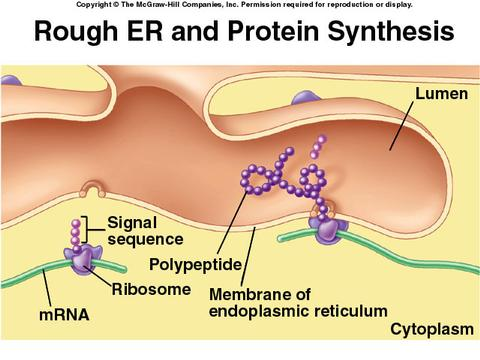 Copyright © The McGraw-Hill Companies, Inc. Permission required for reproduction or display.
Rough ER and Protein Synthesis
Lumen
Signal
sequence
Polypeptide
Ribosome
Membrane of
endoplasmic reticulum
mRNA
Cytoplasm